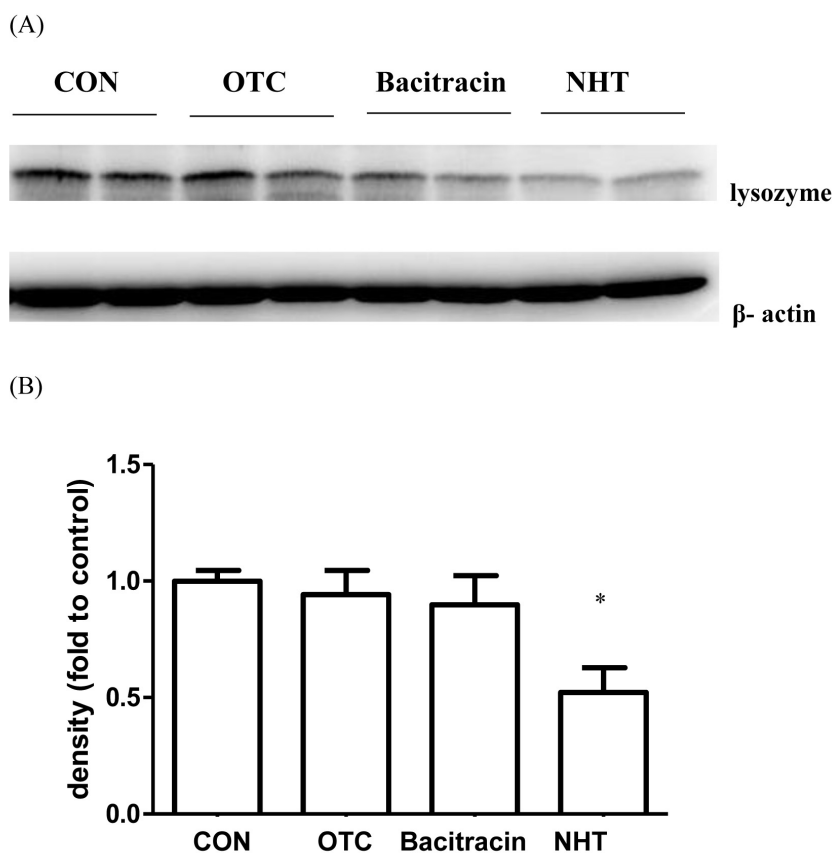 (A)
CON OTC Bacitracin NHT
lysozyme
β- actin
(B)
density (fold to control)
1.5
1.0
0.5
0.0
*
CON OTC Bacitracin NHT